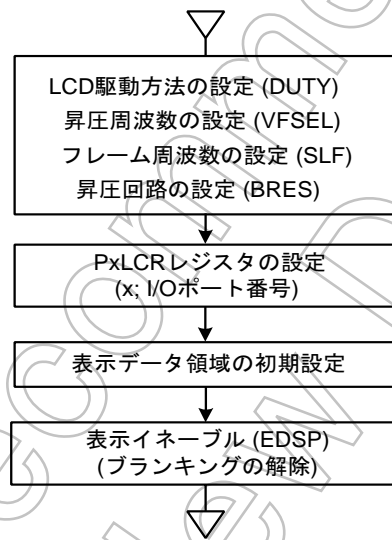 LCD駆動方法の設定 (DUTY)
昇圧周波数の設定 (VFSEL)
フレーム周波数の設定 (SLF)
昇圧回路の設定 (BRES)
PxLCRレジスタの設定
(x; I/Oポート番号)
表示データ領域の初期設定
表示イネーブル (EDSP)
(ブランキングの解除)